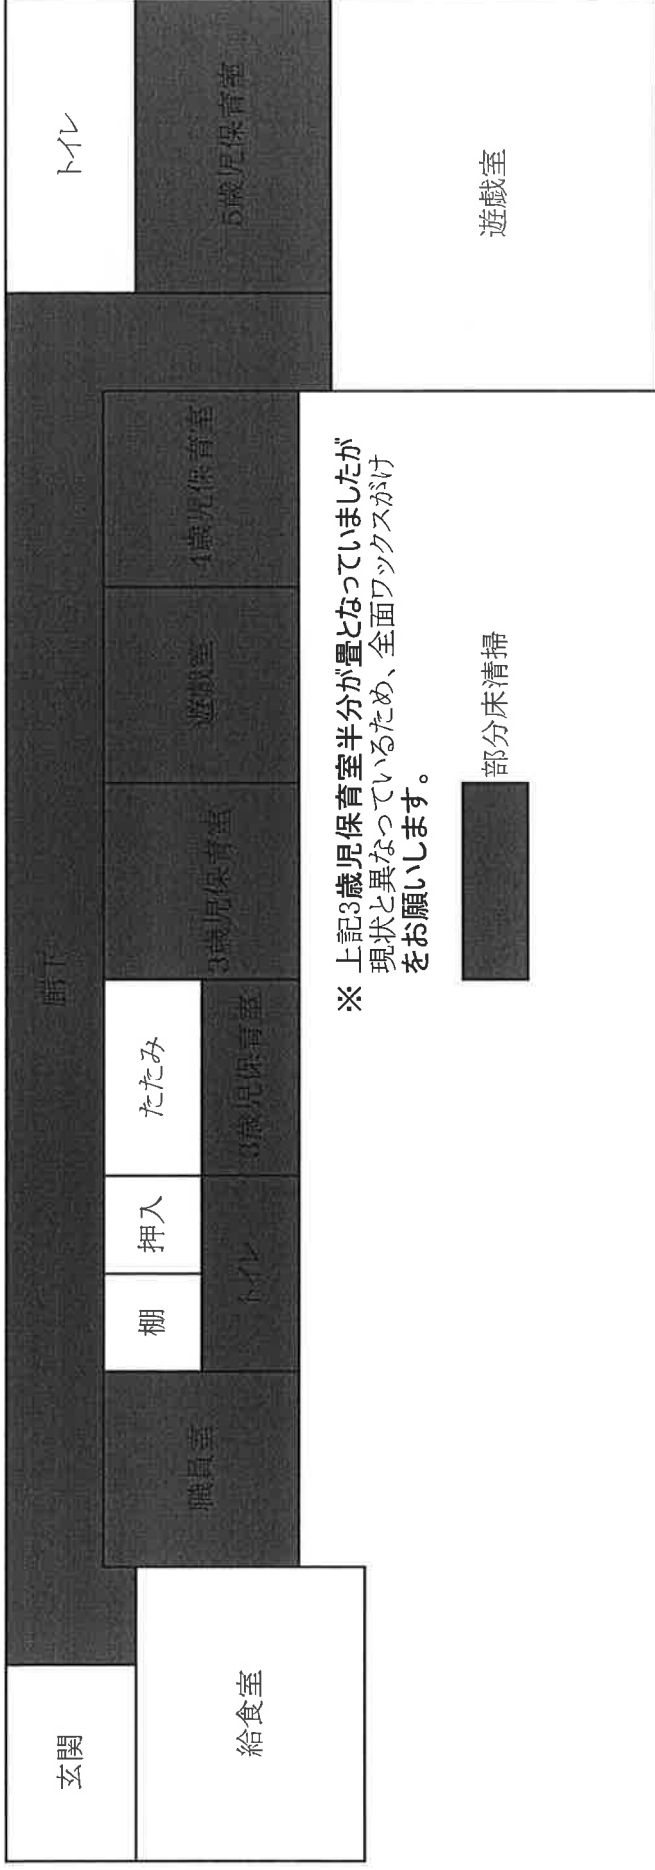 玄関
給食室
職員室
棚
押入
たたみ
トイレ
3歳児保育室
廊下
3歳児保育室
遊戯室
4歳児保育室
トイレ
5歳児保育室
遊戯室
※ 上記3歳児保育室半分が畳となっていましたが
現状と異なっているため、全面ワックスがけ
をお願いします。
部分床清掃